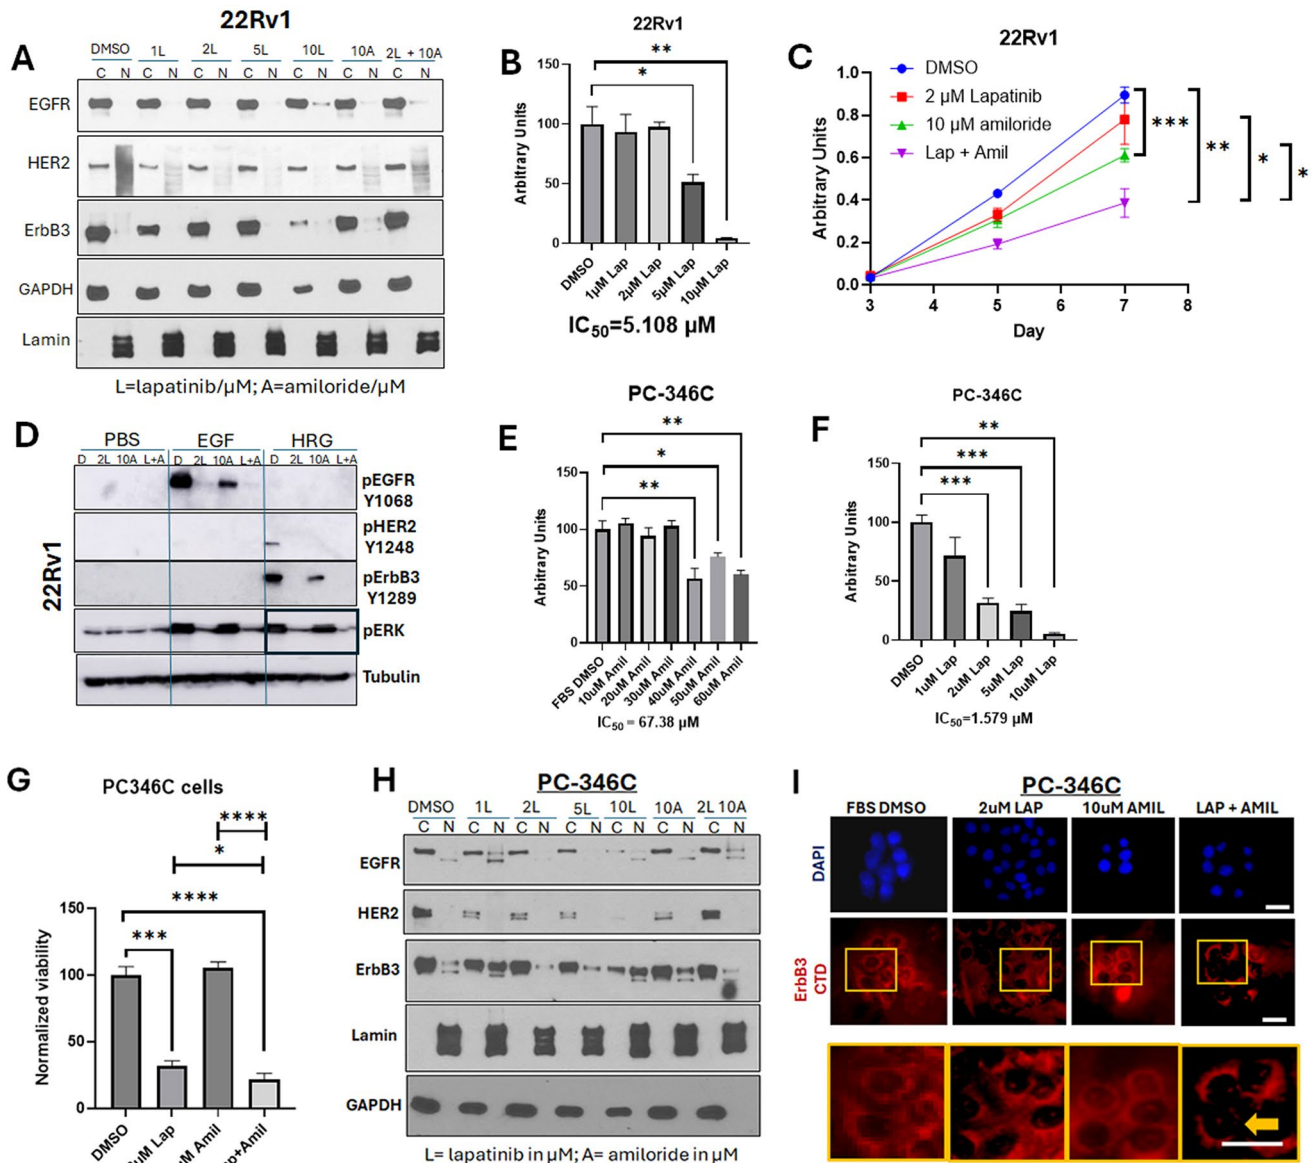 22Rv1
A
DMSO 1L 2L 5L 10L 10A 2L + 10A
C N C N C N C N C N C N C N
EGFR
HER2
ErbB3
GAPDH
Lamin
L=lapatinib/µM; A=amiloride/µM
B
22Rv1
**
*
Arbitrary Units
150
100
50
0
DMSO
1µM Lap
2µM Lap
5µM Lap
10µM Lap
IC50=5.108 µM
C
22Rv1
DMSO
2 µM Lapatinib
10 µM amiloride
Lap + Amil
*** ** * *
Arbitrary Units
1.0
0.8
0.6
0.4
0.2
0.0
3 4 5 6 7 8
Day
D
22Rv1
PBS EGF HRG
D 2L 10A L+A D 2L 10A L+A D 2L 10A L+A
pEGFR
Y1068
pHER2
Y1248
pErbB3
Y1289
pERK
Tubulin
E
PC-346C
**
*
**
Arbitrary Units
150
100
50
0
FBS DMSO
10uM Amil
20uM Amil
30uM Amil
40uM Amil
50uM Amil
60uM Amil
IC50 = 67.38 µM
F
PC-346C
**
***
***
Arbitrary Units
150
100
50
0
DMSO
1uM Lap
2uM Lap
5uM Lap
10uM Lap
IC50=1.579 µM
G
PC346C cells
****
*
****
***
Normalized viability
150
100
50
0
DMSO
µM Lap
M Amil
p+Amil
H
PC-346C
DMSO 1L 2L 5L 10L 10A 2L 10A
C N C N C N C N C N C N C N
EGFR
HER2
ErbB3
Lamin
GAPDH
L= lapatinib in µM; A= amiloride in µM
I
PC-346C
FBS DMSO 2uM LAP 10uM AMIL LAP + AMIL
DAPI
ErbB3
CTD